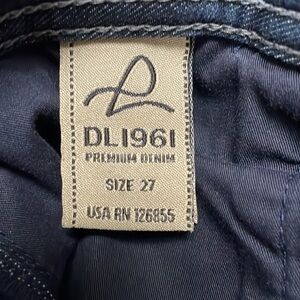 DL1961
PREMIUM DENIM
SIZE 27
USA RN 126855